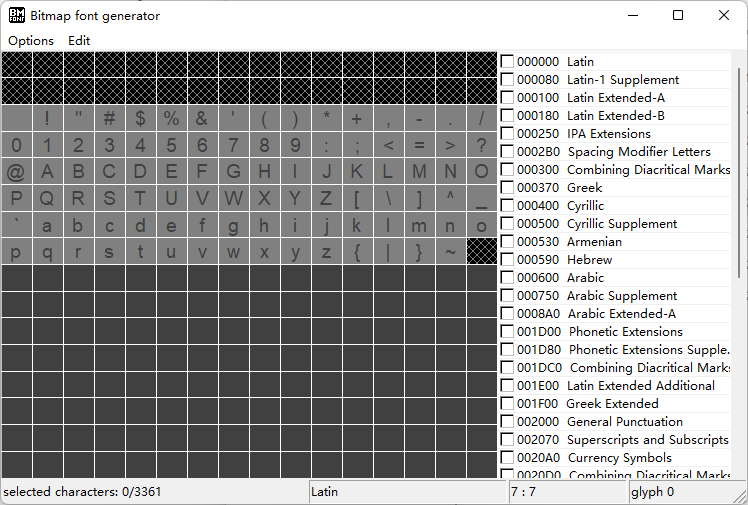 BM FONT Bitmap font generator
Options Edit
! " # $ % & ' ( ) * + , - . /
0 1 2 3 4 5 6 7 8 9 : ; < = > ?
@ A B C D E F G H I J K L M N O
P Q R S T U V W X Y Z [ \ ] ^ _
` a b c d e f g h i j k l m n o
p q r s t u v w x y z { | } ~
000000 Latin
000080 Latin-1 Supplement
000100 Latin Extended-A
000180 Latin Extended-B
000250 IPA Extensions
0002B0 Spacing Modifier Letters
000300 Combining Diacritical Marks
000370 Greek
000400 Cyrillic
000500 Cyrillic Supplement
000530 Armenian
000590 Hebrew
000600 Arabic
000750 Arabic Supplement
0008A0 Arabic Extended-A
001D00 Phonetic Extensions
001D80 Phonetic Extensions Supple.
001DC0 Combining Diacritical Marks
001E00 Latin Extended Additional
001F00 Greek Extended
002000 General Punctuation
002070 Superscripts and Subscripts
0020A0 Currency Symbols
0020D0 Combining Diacritical Marks
selected characters: 0/3361 Latin 7 : 7 glyph 0